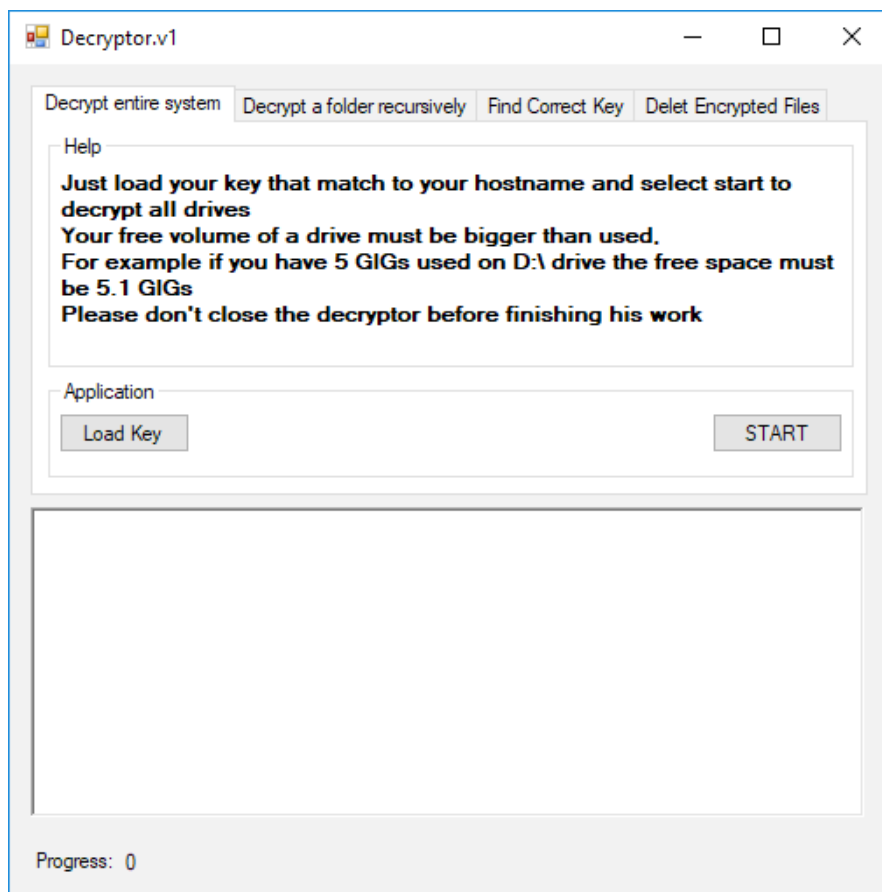 Decryptor.v1
Decrypt entire system
Decrypt a folder recursively
Find Correct Key
Delet Encrypted Files
Help
Just load your key that match to your hostname and select start to
decrypt all drives
Your free volume of a drive must be bigger than used,
For example if you have 5 GIGs used on D:\ drive the free space must
be 5.1 GIGs
Please don't close the decryptor before finishing his work
Application
Load Key
START
Progress: 0